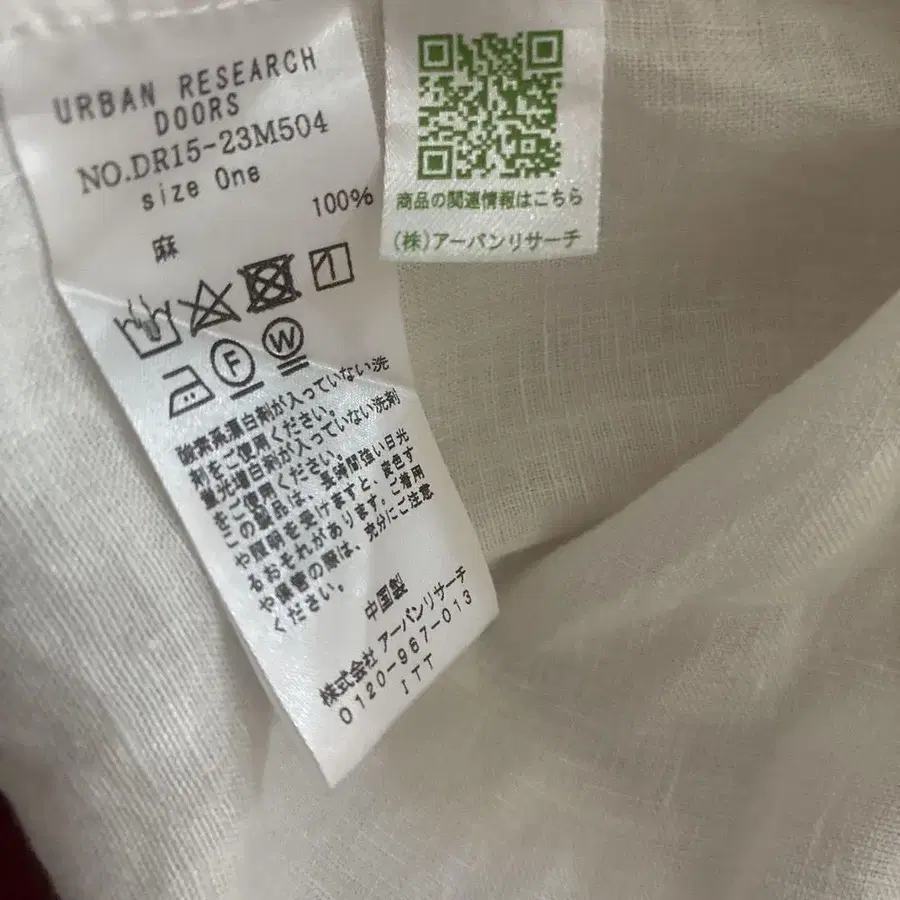 URBAN RESEARCH
DOORS
NO.DR15-23M504
size One
麻 100%
F W
酸素系漂白剤が入っていない洗
剤をご使用ください。
蛍光増白剤が入っていない洗剤
をご使用ください。
この製品は、長時間強い日光
や照明を受けますと、変色す
るおそれがあります。ご着用
や保管の際は、充分にご注意
ください。
中国製
株式会社 アーバンリサーチ
0120-967-013
ITT
商品の関連情報はこちら
(株)アーバンリサーチ